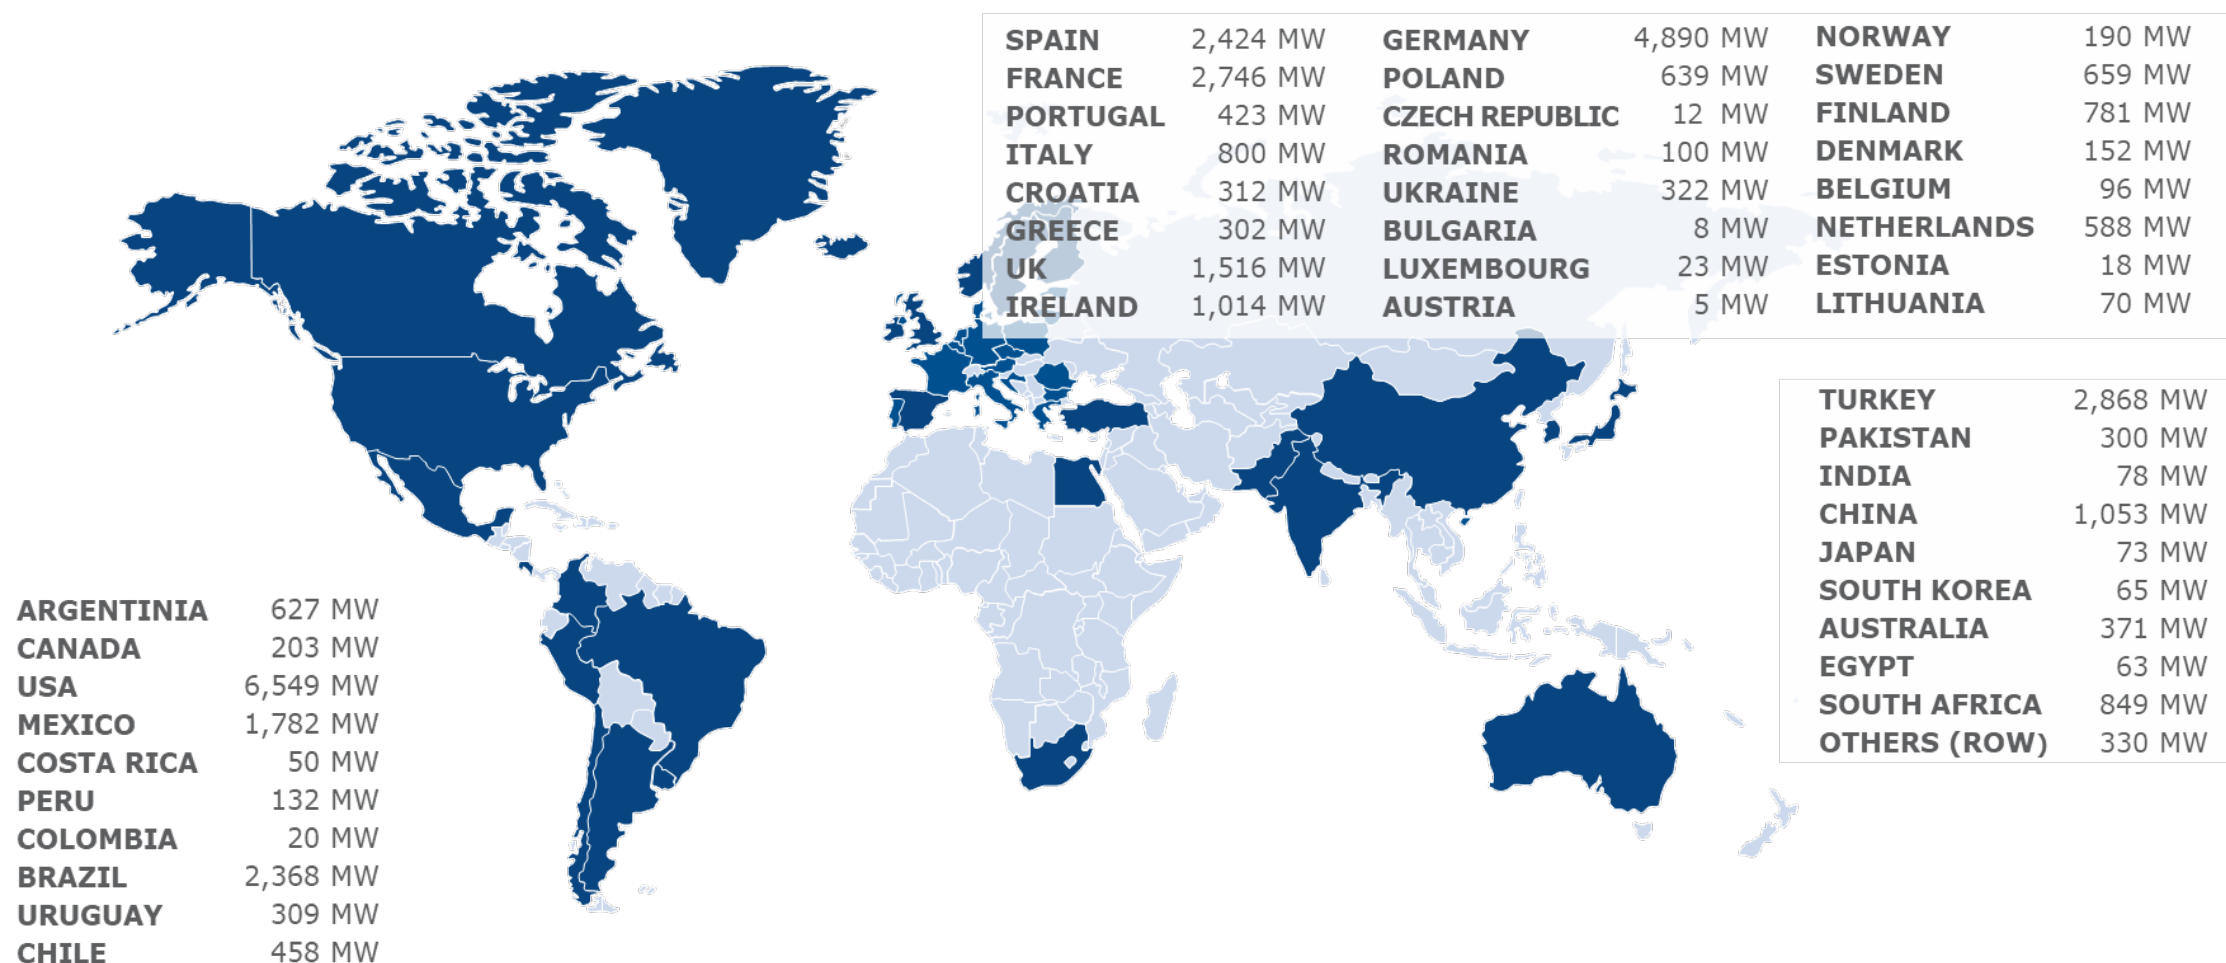 SPAIN 2,424 MW
FRANCE 2,746 MW
PORTUGAL 423 MW
ITALY 800 MW
CROATIA 312 MW
GREECE 302 MW
UK 1,516 MW
IRELAND 1,014 MW
GERMANY 4,890 MW
POLAND 639 MW
CZECH REPUBLIC 12 MW
ROMANIA 100 MW
UKRAINE 322 MW
BULGARIA 8 MW
LUXEMBOURG 23 MW
AUSTRIA 5 MW
NORWAY 190 MW
SWEDEN 659 MW
FINLAND 781 MW
DENMARK 152 MW
BELGIUM 96 MW
NETHERLANDS 588 MW
ESTONIA 18 MW
LITHUANIA 70 MW
TURKEY 2,868 MW
PAKISTAN 300 MW
INDIA 78 MW
CHINA 1,053 MW
JAPAN 73 MW
SOUTH KOREA 65 MW
AUSTRALIA 371 MW
EGYPT 63 MW
SOUTH AFRICA 849 MW
OTHERS (ROW) 330 MW
ARGENTINIA 627 MW
CANADA 203 MW
USA 6,549 MW
MEXICO 1,782 MW
COSTA RICA 50 MW
PERU 132 MW
COLOMBIA 20 MW
BRAZIL 2,368 MW
URUGUAY 309 MW
CHILE 458 MW